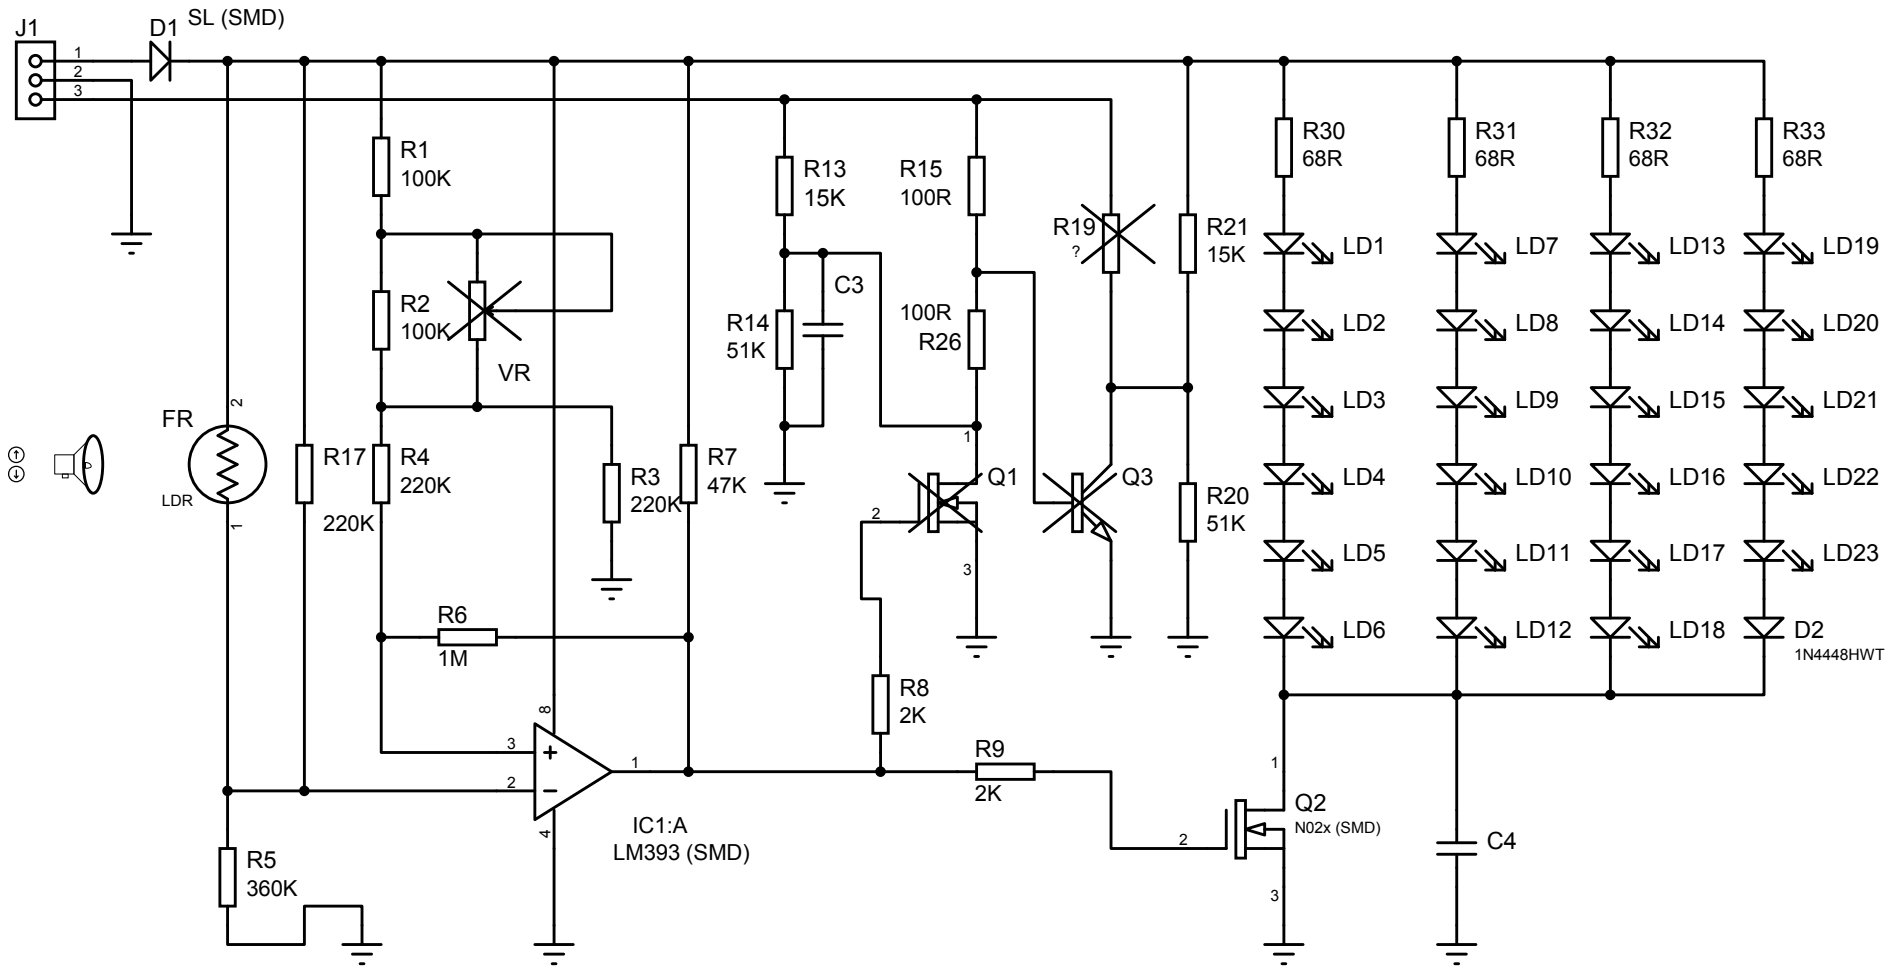 SL (SMD)
J1
D1
1
2
3
R1
100K
R2
100K
VR
FR
LDR
2
1
R17
220K
R4
220K
R3
220K
R7
47K
R6
1M
R5
360K
8
3
2
1
4
+
−
IC1:A
LM393 (SMD)
R13
15K
R14
51K
C3
R15
100R
100R
R26
R19
?
R21
15K
R20
51K
1
Q1
2
3
Q3
R8
2K
R9
2K
1
Q2
N02x (SMD)
2
3
C4
R30
68R
R31
68R
R32
68R
R33
68R
LD1
LD7
LD13
LD19
LD2
LD8
LD14
LD20
LD3
LD9
LD15
LD21
LD4
LD10
LD16
LD22
LD5
LD11
LD17
LD23
LD6
LD12
LD18
D2
1N4448HWT